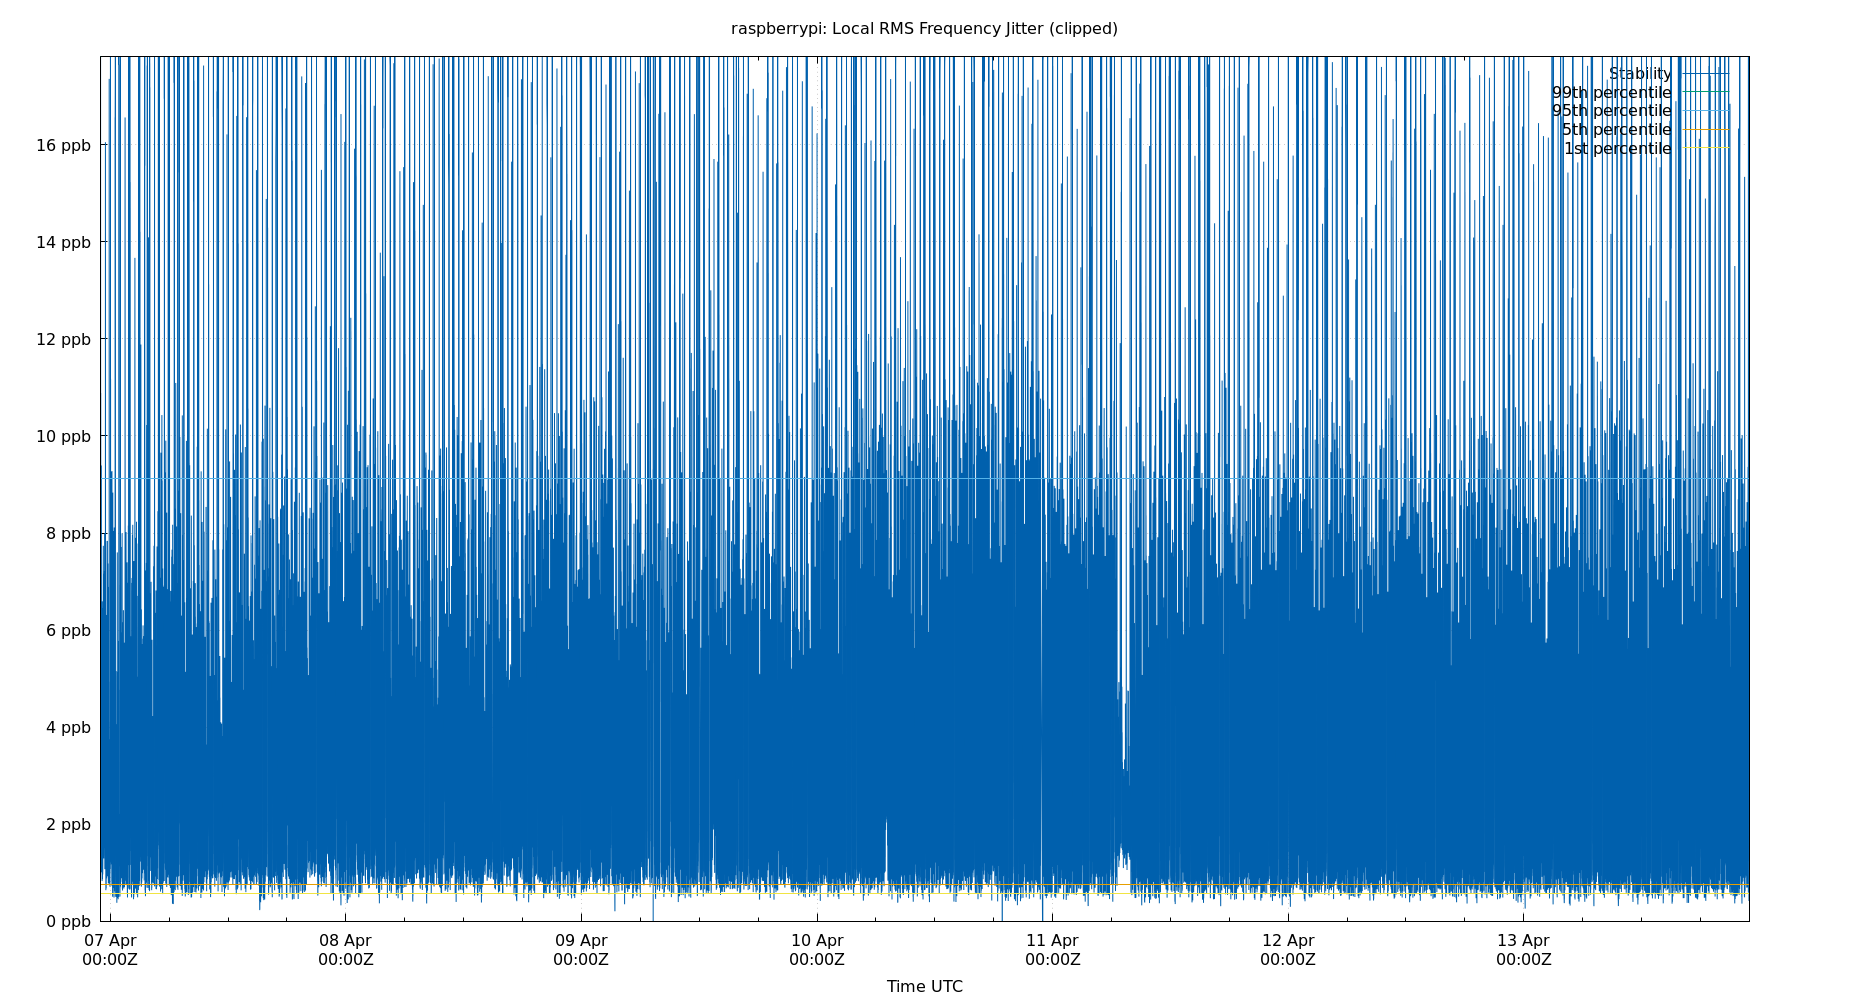 raspberrypi: Local RMS Frequency Jitter (clipped)
Stability
99th percentile
95th percentile
5th percentile
1st percentile
16 ppb
14 ppb
12 ppb
10 ppb
8 ppb
6 ppb
4 ppb
2 ppb
0 ppb
07 Apr 08 Apr 09 Apr 10 Apr 11 Apr 12 Apr 13 Apr
00:00Z 00:00Z 00:00Z 00:00Z 00:00Z 00:00Z 00:00Z
Time UTC